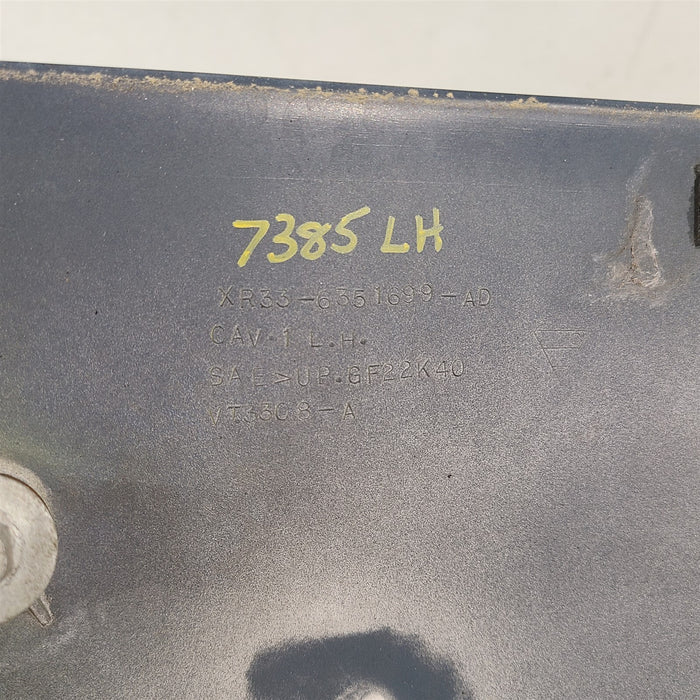 7385 LH
XR33-6351699-AD
CAV.1 L.H.
SAE>UP.GF22K40
VT3308-A